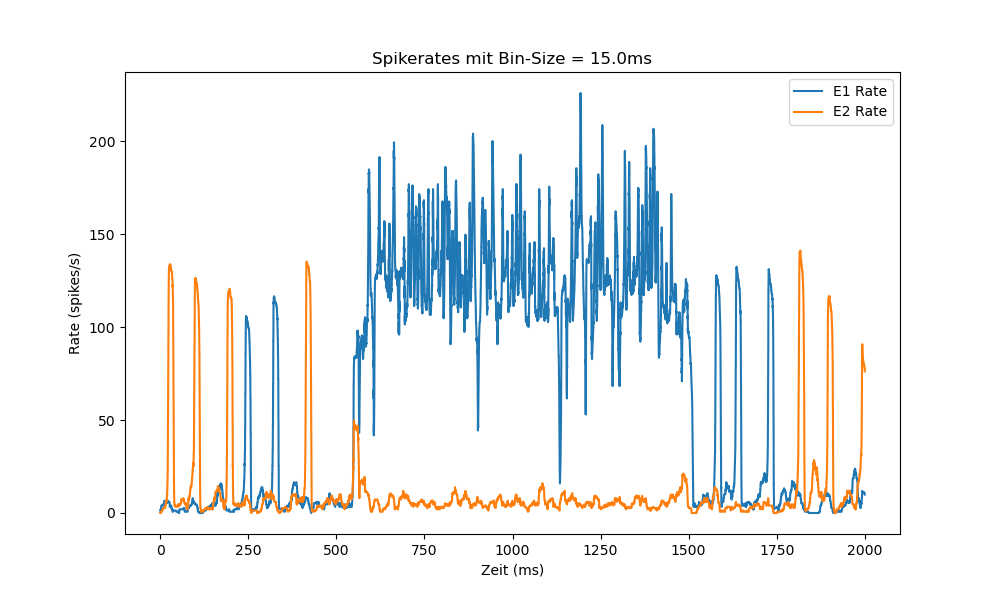 Spikerates mit Bin-Size = 15.0ms
E1 Rate
E2 Rate
Rate (spikes/s)
200
150
100
50
0
0 250 500 750 1000 1250 1500 1750 2000
Zeit (ms)